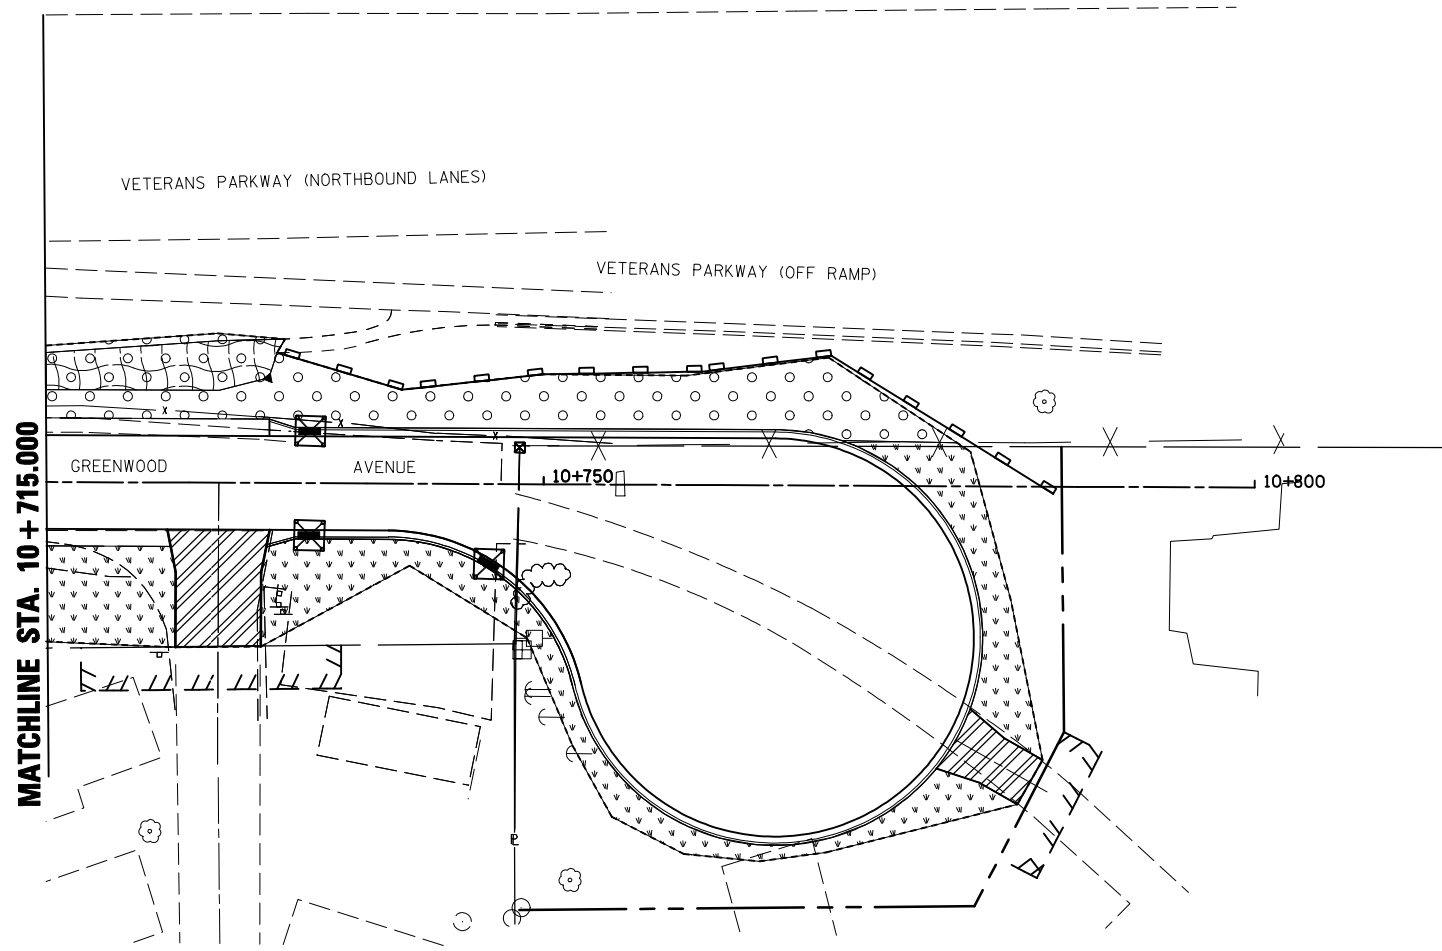 VETERANS PARKWAY (NORTHBOUND LANES)
VETERANS PARKWAY (OFF RAMP)
GREENWOOD AVENUE
10+750
10+800
MATCHLINE STA. 10+715.000
X
X
X
PL